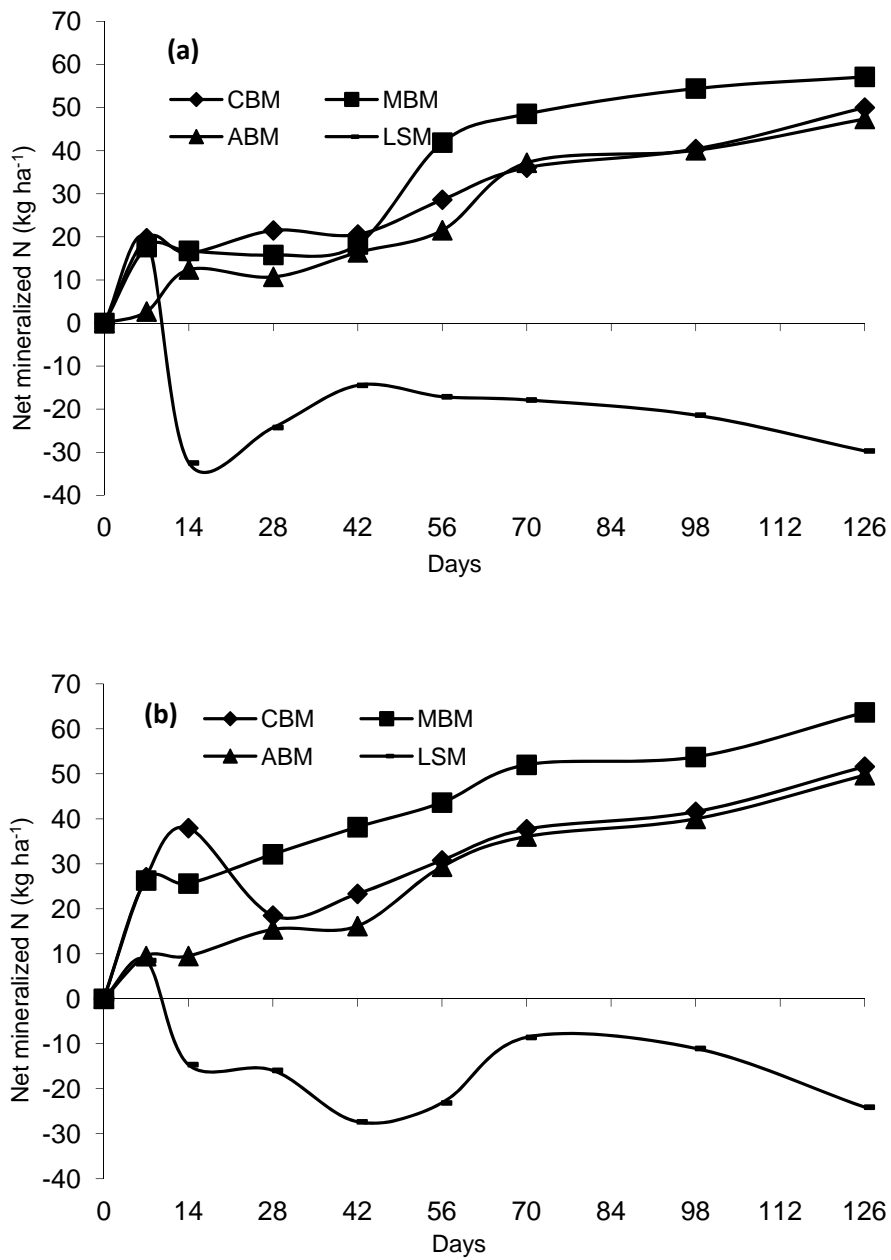 (a)
CBM MBM
ABM LSM
Net mineralized N (kg ha⁻¹)
70
60
50
40
30
20
10
0
-10
-20
-30
-40
0 14 28 42 56 70 84 98 112 126
Days
(b)
CBM MBM
ABM LSM
Net mineralized N (kg ha⁻¹)
70
60
50
40
30
20
10
0
-10
-20
-30
-40
0 14 28 42 56 70 84 98 112 126
Days